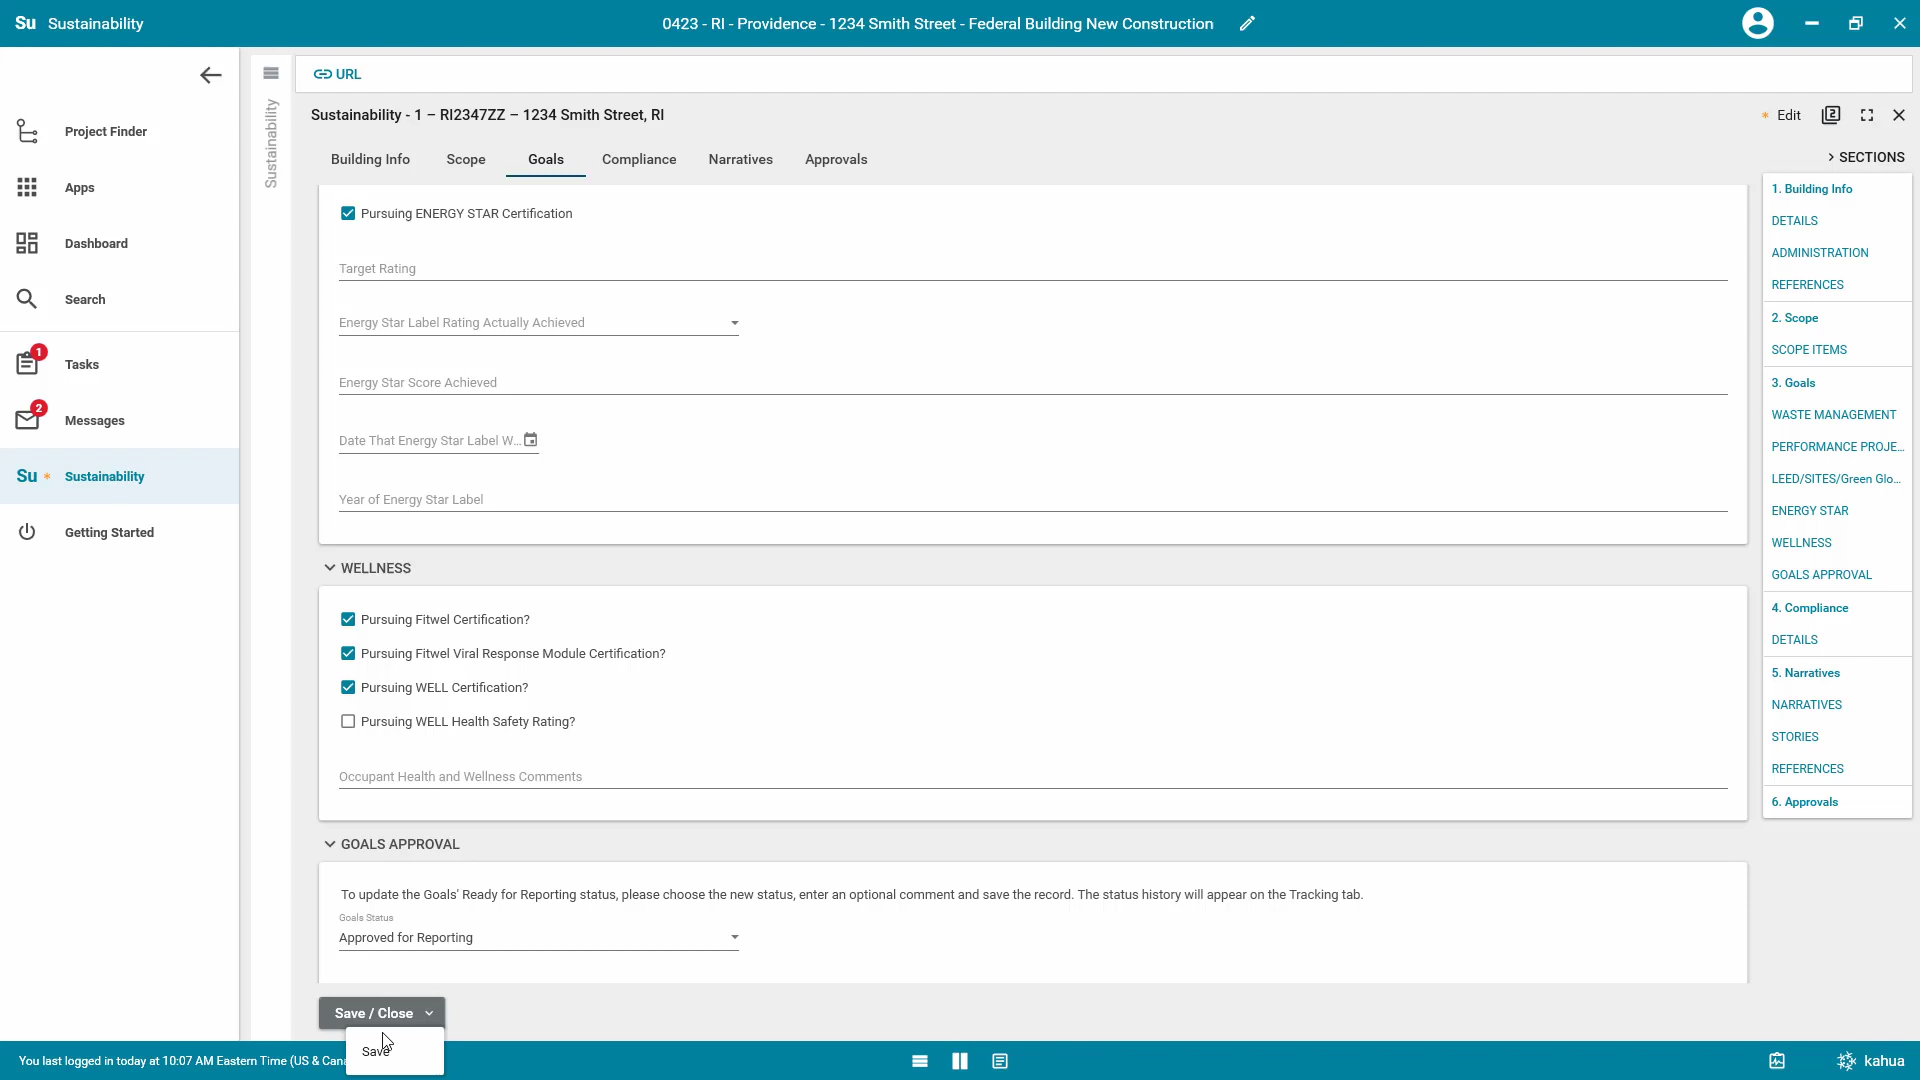 Su Sustainability
0423 - RI - Providence - 1234 Smith Street - Federal Building New Construction
Project Finder
Apps
Dashboard
Search
1
Tasks
2
Messages
Su * Sustainability
Getting Started
Sustainability
URL
Sustainability - 1 – RI2347ZZ – 1234 Smith Street, RI
* Edit
2
Building Info
Scope
Goals
Compliance
Narratives
Approvals
Pursuing ENERGY STAR Certification
Target Rating
Energy Star Label Rating Actually Achieved
Energy Star Score Achieved
Date That Energy Star Label W...
Year of Energy Star Label
WELLNESS
Pursuing Fitwel Certification?
Pursuing Fitwel Viral Response Module Certification?
Pursuing WELL Certification?
Pursuing WELL Health Safety Rating?
Occupant Health and Wellness Comments
GOALS APPROVAL
To update the Goals' Ready for Reporting status, please choose the new status, enter an optional comment and save the record. The status history will appear on the Tracking tab.
Goals Status
Approved for Reporting
Save / Close
Save
SECTIONS
1. Building Info
DETAILS
ADMINISTRATION
REFERENCES
2. Scope
SCOPE ITEMS
3. Goals
WASTE MANAGEMENT
PERFORMANCE PROJE...
LEED/SITES/Green Glo...
ENERGY STAR
WELLNESS
GOALS APPROVAL
4. Compliance
DETAILS
5. Narratives
NARRATIVES
STORIES
REFERENCES
6. Approvals
You last logged in today at 10:07 AM Eastern Time (US & Cana
kahua